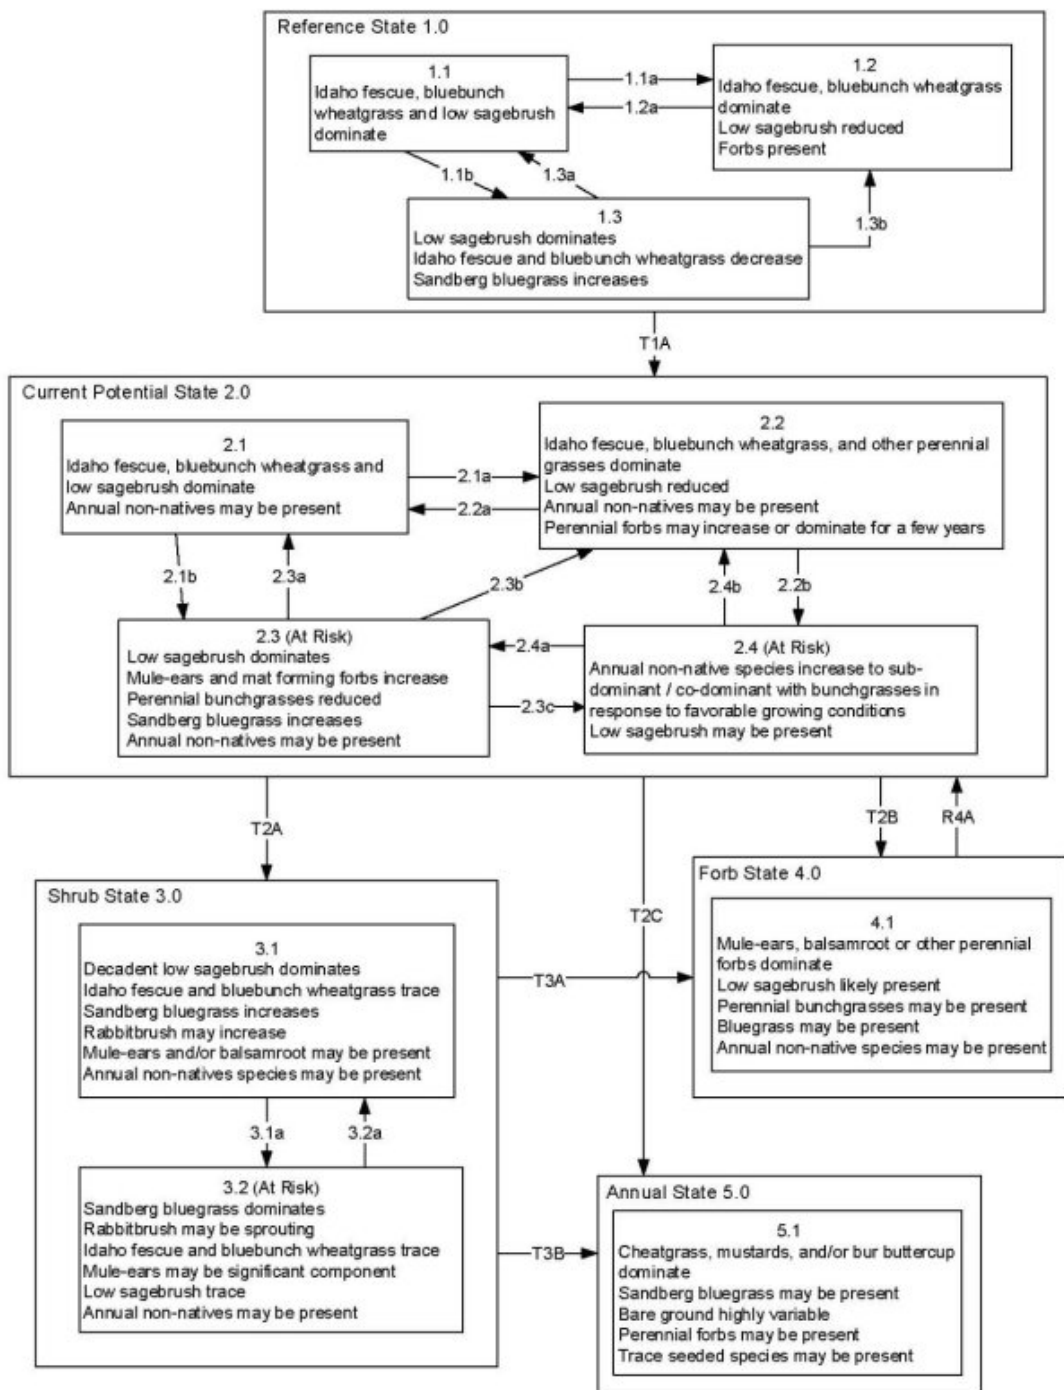 Reference State 1.0
1.1
Idaho fescue, bluebunch
wheatgrass and low sagebrush
dominate
1.1a
1.2a
1.2
Idaho fescue, bluebunch wheatgrass
dominate
Low sagebrush reduced
Forbs present
1.1b
1.3a
1.3b
1.3
Low sagebrush dominates
Idaho fescue and bluebunch wheatgrass decrease
Sandberg bluegrass increases
T1A
Current Potential State 2.0
2.1
Idaho fescue, bluebunch wheatgrass and
low sagebrush dominate
Annual non-natives may be present
2.1a
2.2a
2.2
Idaho fescue, bluebunch wheatgrass, and other perennial
grasses dominate
Low sagebrush reduced
Annual non-natives may be present
Perennial forbs may increase or dominate for a few years
2.1b
2.3a
2.3b
2.4b
2.2b
2.3 (At Risk)
Low sagebrush dominates
Mule-ears and mat forming forbs increase
Perennial bunchgrasses reduced
Sandberg bluegrass increases
Annual non-natives may be present
2.4a
2.3c
2.4 (At Risk)
Annual non-native species increase to sub-
dominant / co-dominant with bunchgrasses in
response to favorable growing conditions
Low sagebrush may be present
T2A
T2B
R4A
T2C
Shrub State 3.0
3.1
Decadent low sagebrush dominates
Idaho fescue and bluebunch wheatgrass trace
Sandberg bluegrass increases
Rabbitbrush may increase
Mule-ears and/or balsamroot may be present
Annual non-natives species may be present
T3A
Forb State 4.0
4.1
Mule-ears, balsamroot or other perennial
forbs dominate
Low sagebrush likely present
Perennial bunchgrasses may be present
Bluegrass may be present
Annual non-native species may be present
3.1a
3.2a
3.2 (At Risk)
Sandberg bluegrass dominates
Rabbitbrush may be sprouting
Idaho fescue and bluebunch wheatgrass trace
Mule-ears may be significant component
Low sagebrush trace
Annual non-natives may be present
T3B
Annual State 5.0
5.1
Cheatgrass, mustards, and/or bur buttercup
dominate
Sandberg bluegrass may be present
Bare ground highly variable
Perennial forbs may be present
Trace seeded species may be present